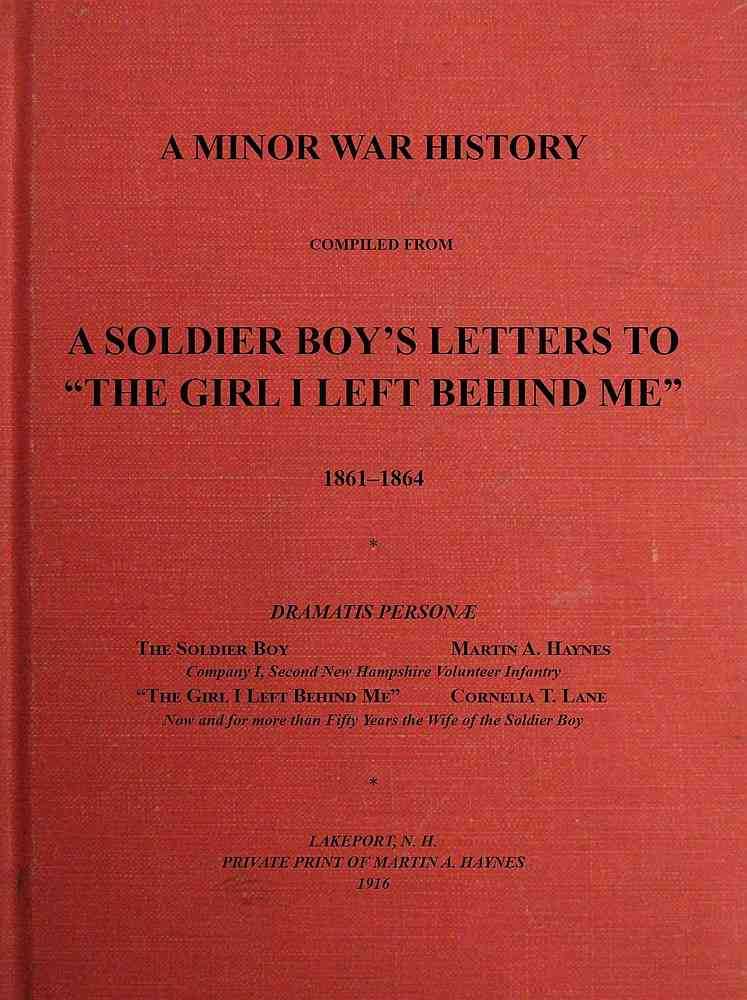 A MINOR WAR HISTORY
COMPILED FROM
A SOLDIER BOY’S LETTERS TO
“THE GIRL I LEFT BEHIND ME”
1861–1864
*
DRAMATIS PERSONÆ
The Soldier Boy Martin A. Haynes
Company I, Second New Hampshire Volunteer Infantry
“The Girl I Left Behind Me” Cornelia T. Lane
Now and for more than Fifty Years the Wife of the Soldier Boy
*
LAKEPORT, N. H.
PRIVATE PRINT OF MARTIN A. HAYNES
1916